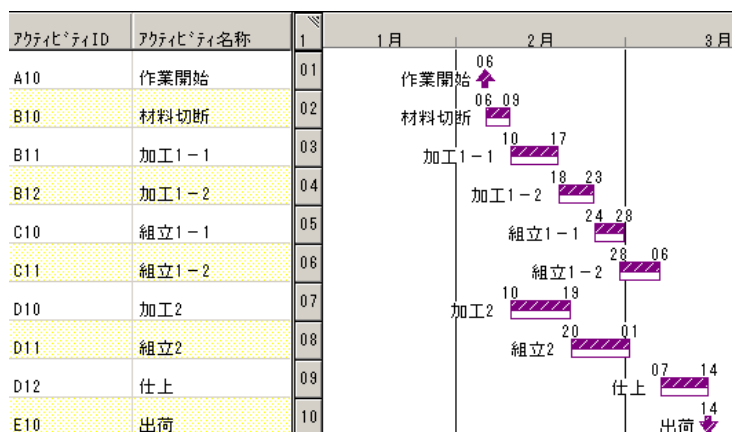 ｱｸﾃｨﾋﾞﾃｨID ｱｸﾃｨﾋﾞﾃｨ名称 1 1月 2月 3月
A10 作業開始 01 作業開始 06
B10 材料切断 02 材料切断 06 09
B11 加工1－1 03 加工1－1 10 17
B12 加工1－2 04 加工1－2 18 23
C10 組立1－1 05 組立1－1 24 28
C11 組立1－2 06 組立1－2 28 06
D10 加工2 07 加工2 10 19
D11 組立2 08 組立2 20 01
D12 仕上 09 仕上 07 14
E10 出荷 10 出荷 14